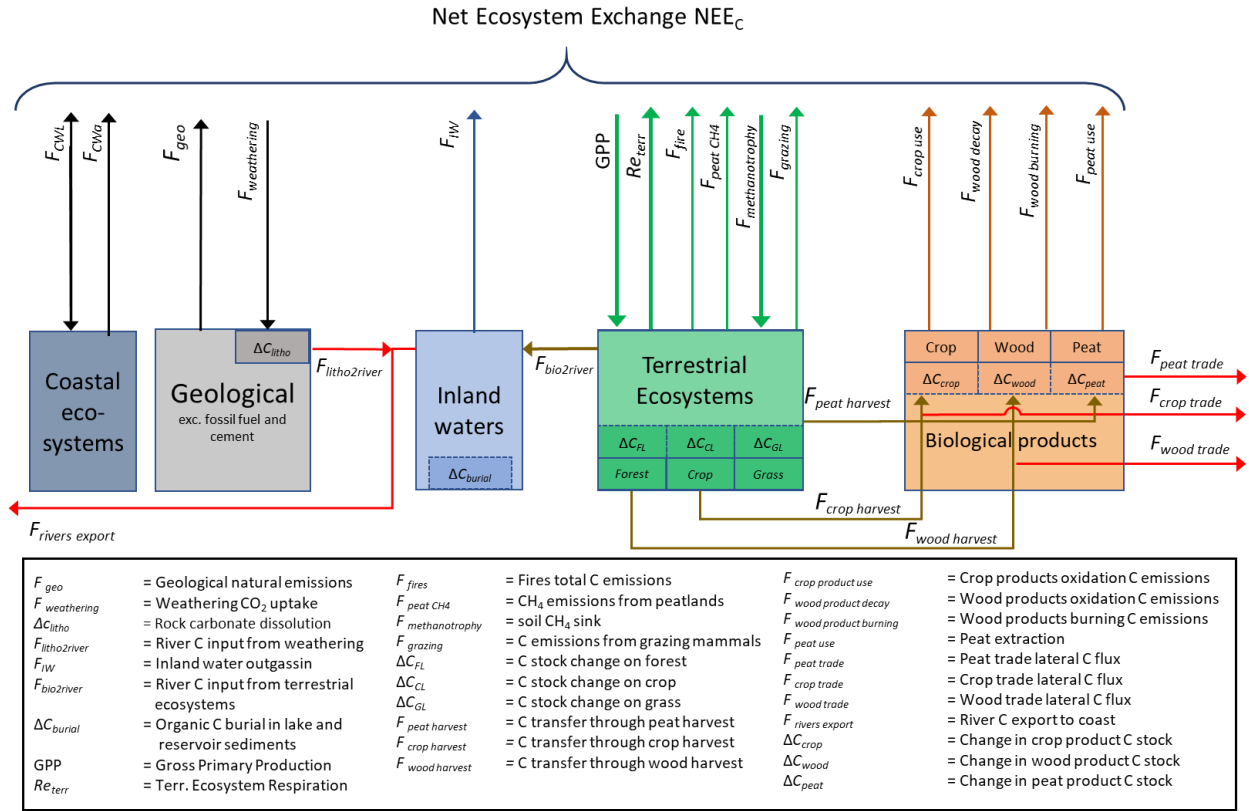 Net Ecosystem Exchange NEE_C
F_CWL
F_CWa
F_geo
F_weathering
F_IW
GPP
Re_terr
F_fire
F_peat CH4
F_methanotrophy
F_grazing
F_crop use
F_wood decay
F_wood burning
F_peat use
Coastal
eco-
systems
ΔC_litho
Geological
exc. fossil fuel and
cement
F_litho2river
Inland
waters
ΔC_burial
F_bio2river
Terrestrial
Ecosystems
ΔC_FL ΔC_CL ΔC_GL
Forest Crop Grass
F_peat harvest
Crop Wood Peat
ΔC_crop ΔC_wood ΔC_peat
Biological products
F_peat trade
F_crop trade
F_wood trade
F_crop harvest
F_wood harvest
F_rivers export
F_geo = Geological natural emissions
F_weathering = Weathering CO₂ uptake
Δc_litho = Rock carbonate dissolution
F_litho2river = River C input from weathering
F_IW = Inland water outgassin
F_bio2river = River C input from terrestrial
ecosystems
ΔC_burial = Organic C burial in lake and
reservoir sediments
GPP = Gross Primary Production
Re_terr = Terr. Ecosystem Respiration
F_fires = Fires total C emissions
F_peat CH4 = CH₄ emissions from peatlands
F_methanotrophy = soil CH₄ sink
F_grazing = C emissions from grazing mammals
ΔC_FL = C stock change on forest
ΔC_CL = C stock change on crop
ΔC_GL = C stock change on grass
F_peat harvest = C transfer through peat harvest
F_crop harvest = C transfer through crop harvest
F_wood harvest = C transfer through wood harvest
F_crop product use = Crop products oxidation C emissions
F_wood product decay = Wood products oxidation C emissions
F_wood product burning = Wood products burning C emissions
F_peat use = Peat extraction
F_peat trade = Peat trade lateral C flux
F_crop trade = Crop trade lateral C flux
F_wood trade = Wood trade lateral C flux
F_rivers export = River C export to coast
ΔC_crop = Change in crop product C stock
ΔC_wood = Change in wood product C stock
ΔC_peat = Change in peat product C stock